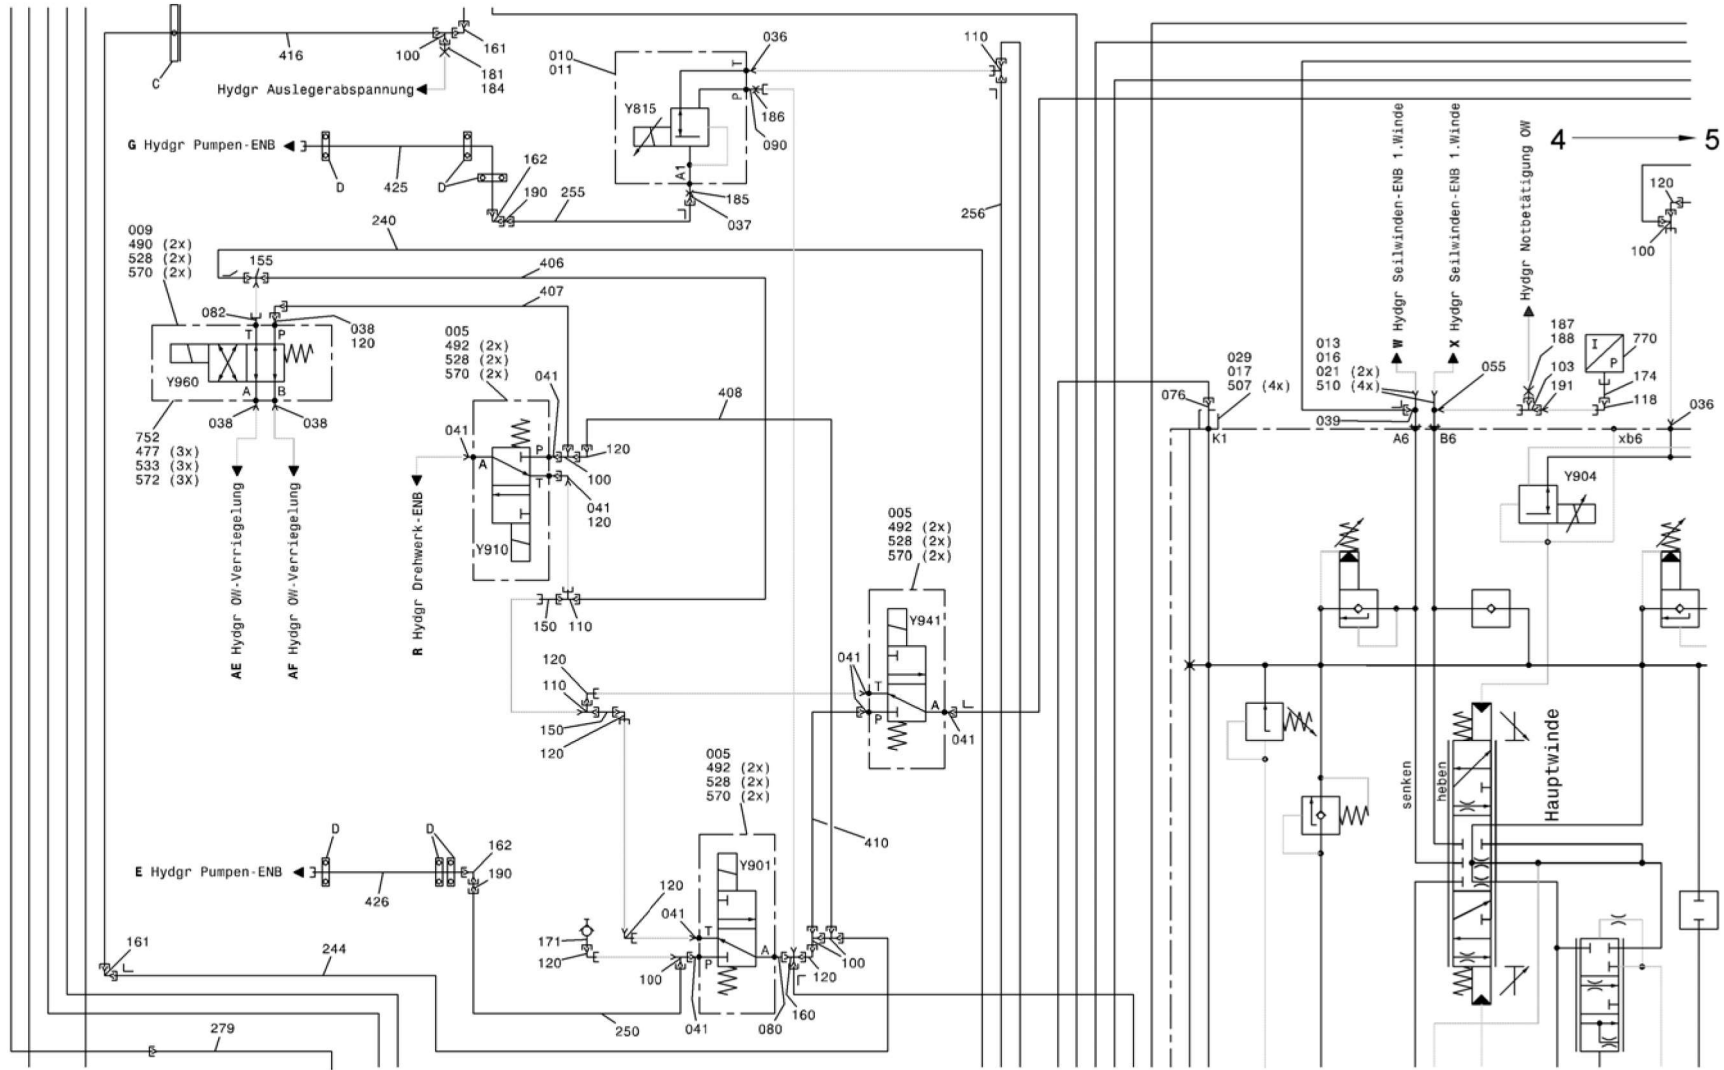 416
100
161
181
184
C
Hydgr Auslegerabspannung
010
011
036
T
P
Y815
186
090
A1
185
037
110
G Hydgr Pumpen-ENB
D
425
D
162
190
255
256
240
009
490 (2x)
528 (2x)
570 (2x)
155
406
407
082
T
P
038
120
Y960
A
B
038
038
752
477 (3x)
533 (3x)
572 (3X)
AE Hydgr OW-Verriegelung
AF Hydgr OW-Verriegelung
005
492 (2x)
528 (2x)
570 (2x)
041
408
041
A
P
T
120
100
041
120
Y910
R Hydgr Drehwerk-ENB
150
110
005
492 (2x)
528 (2x)
570 (2x)
Y941
120
110
041
T
P
A
150
120
041
005
492 (2x)
528 (2x)
570 (2x)
410
D
D
162
E Hydgr Pumpen-ENB
190
426
Y901
120
041
T
A
P
171
120
100
120
100
161
244
250
041
080
160
279
W Hydgr Seilwinden-ENB 1.Winde
X Hydgr Seilwinden-ENB 1.Winde
Hydgr Notbetätigung OW
4
5
120
100
187
188
I
P
770
013
016
021 (2x)
510 (4x)
029
017
507 (4x)
055
103
191
174
118
076
039
036
K1
A6
B6
xb6
Y904
senken
heben
Hauptwinde